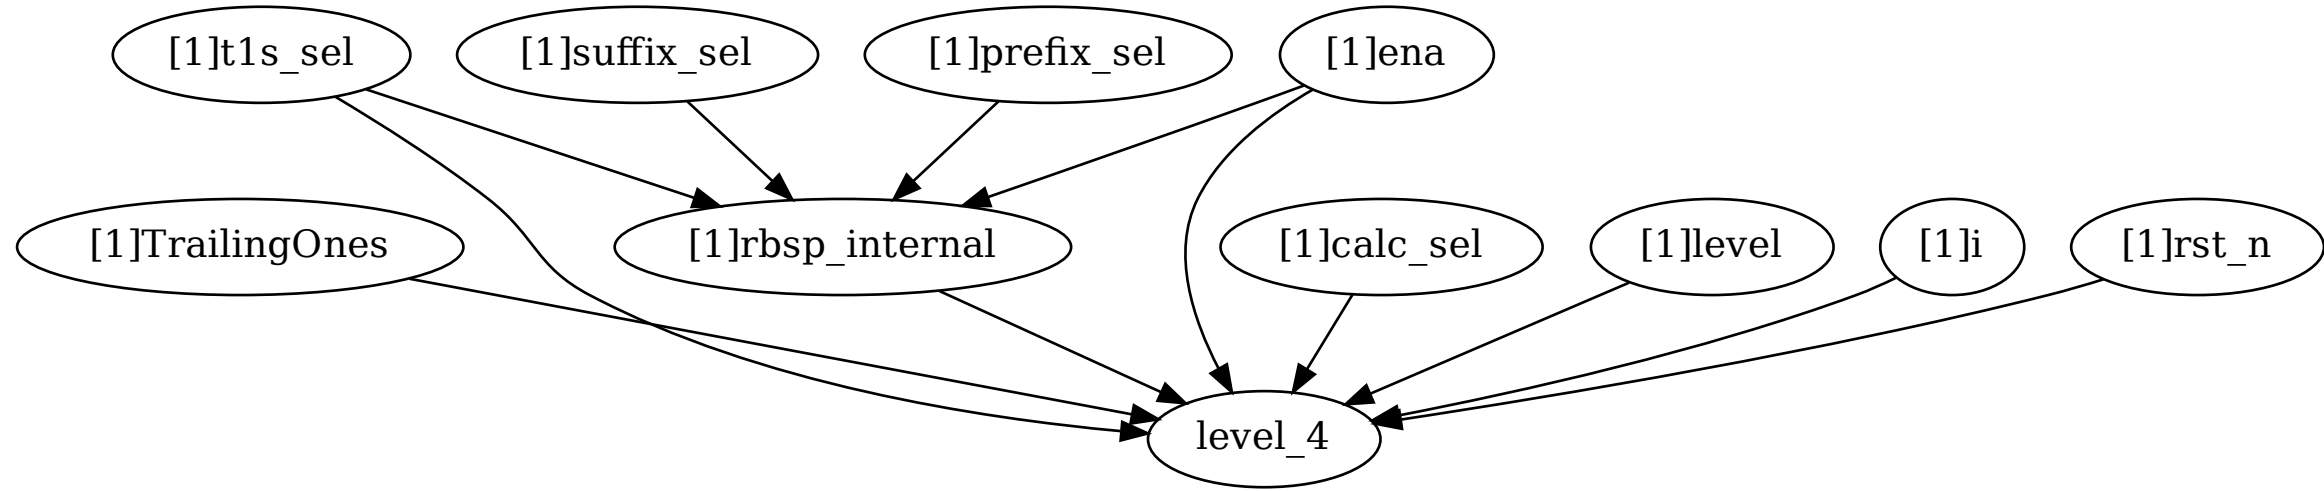 [1]t1s_sel
[1]suffix_sel
[1]prefix_sel
[1]ena
[1]TrailingOnes
[1]rbsp_internal
[1]calc_sel
[1]level
[1]i
[1]rst_n
level_4